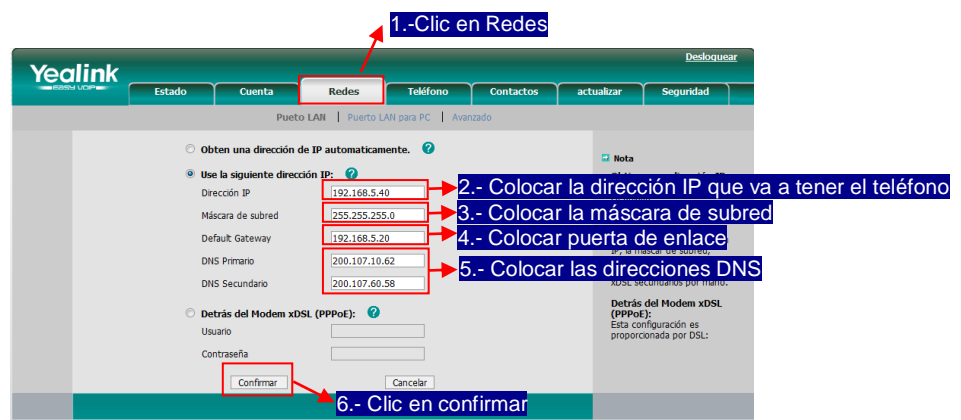 1.-Clic en Redes
Desloquear
Yealink
EASY VOIP
Estado Cuenta Redes Teléfono Contactos actualizar Seguridad
Pueto LAN | Puerto LAN para PC | Avanzado
Obten una dirección de IP automaticamente. ?
Nota
Use la siguiente dirección IP: ?
Dirección IP 192.168.5.40
2.- Colocar la dirección IP que va a tener el teléfono
Máscara de subred 255.255.255.0
3.- Colocar la máscara de subred
Default Gateway 192.168.5.20
4.- Colocar puerta de enlace
IP, la mascar de subred,
DNS Primario 200.107.10.62
5.- Colocar las direcciones DNS
DNS Secundario 200.107.60.58
xDSL secundarios por mano.
Detrás del Modem xDSL (PPPoE): ?
Detrás del Modem xDSL
(PPPoE):
Esta configuración es
proporcionada por DSL:
Usuario
Contraseña
Confirmar Cancelar
6.- Clic en confirmar